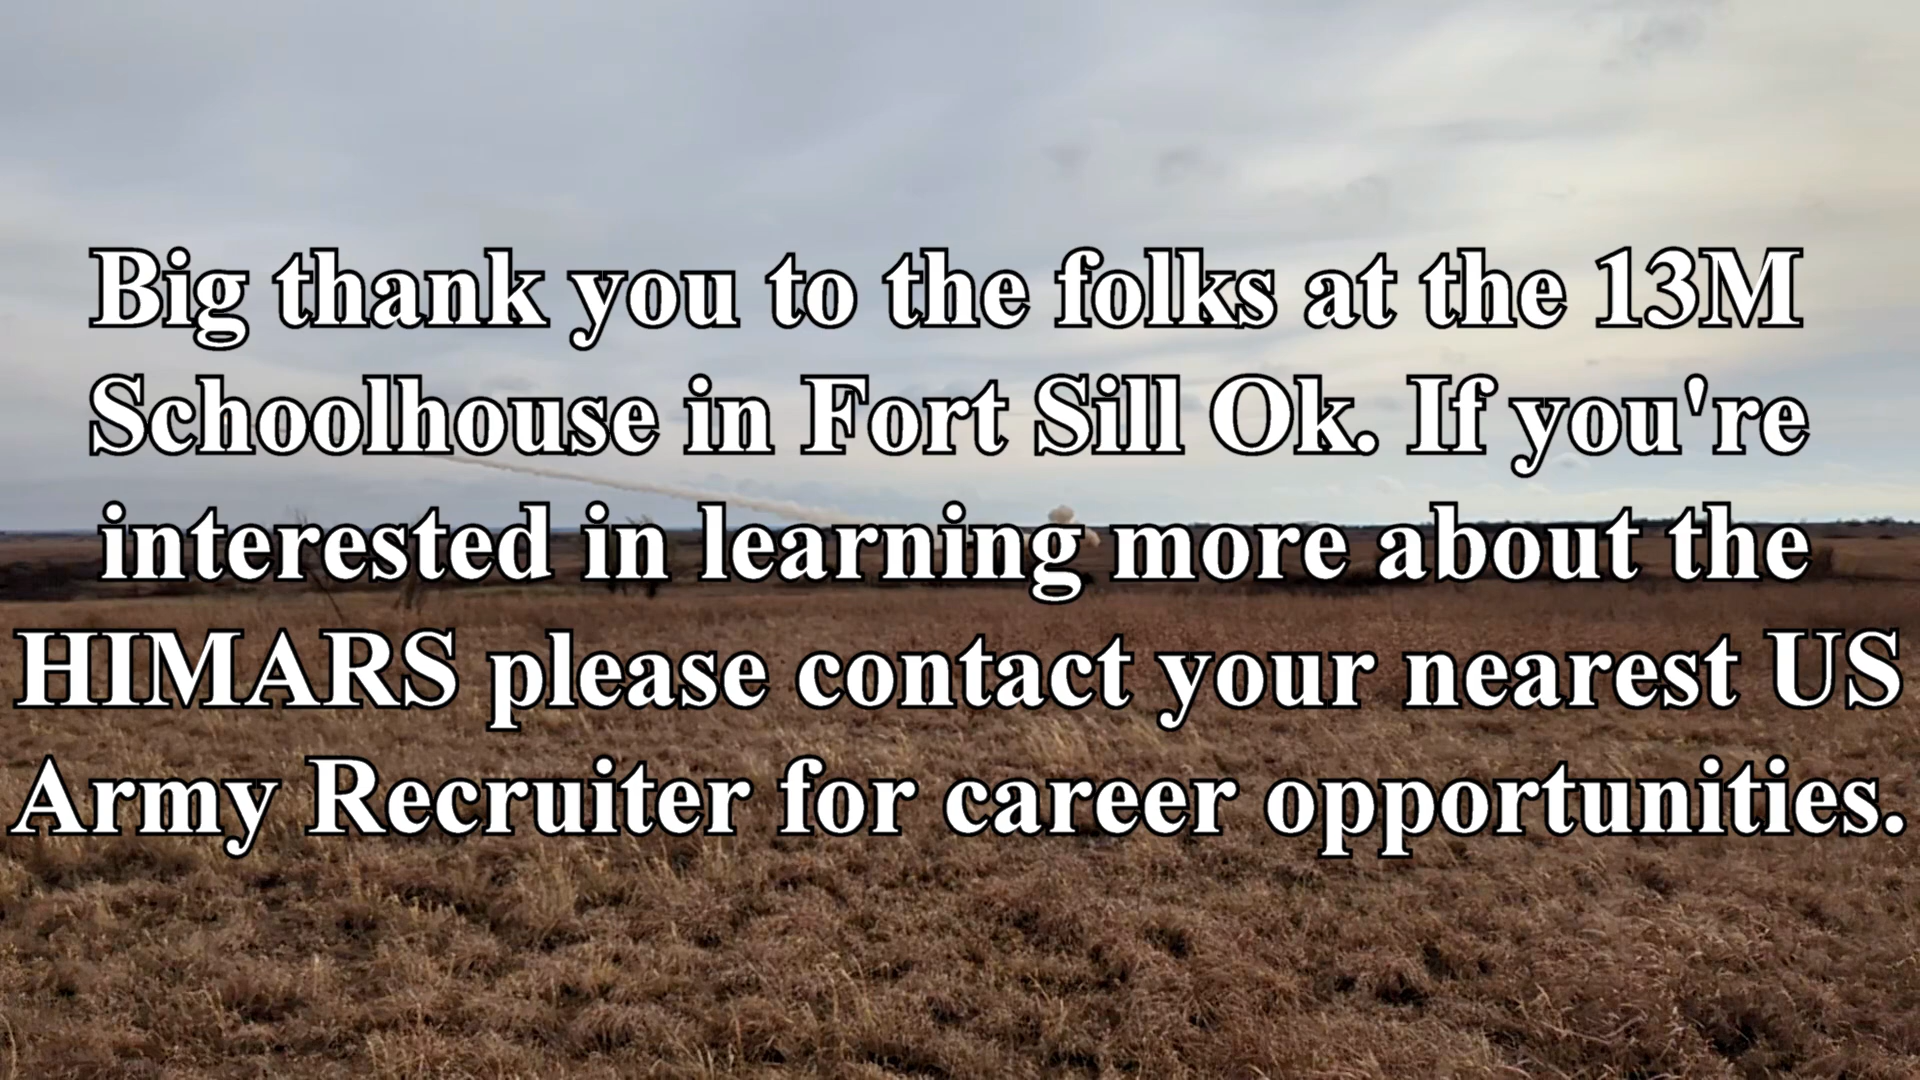 Big thank you to the folks at the 13M
Schoolhouse in Fort Sill Ok. If you're
interested in learning more about the
HIMARS please contact your nearest US
Army Recruiter for career opportunities.